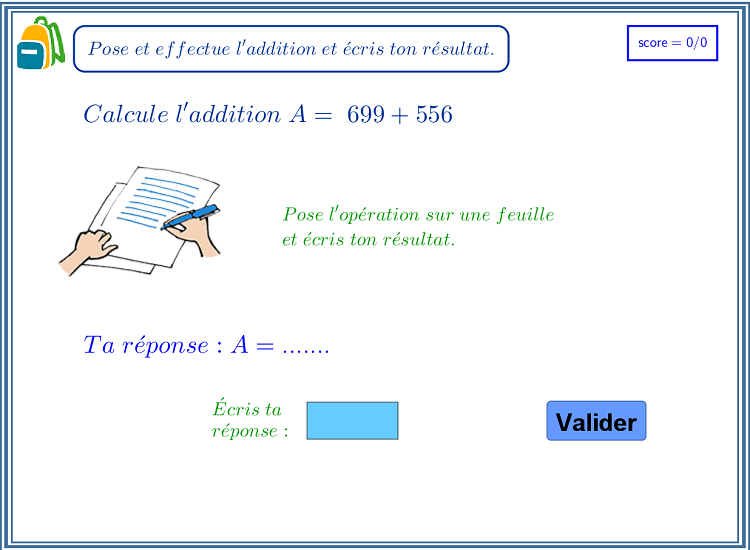 Pose et effectue l'addition et écris ton résultat.
score = 0/0
Calcule l'addition A = 699 + 556
Pose l'opération sur une feuille
et écris ton résultat.
Ta réponse : A = .......
Écris ta
réponse :
Valider